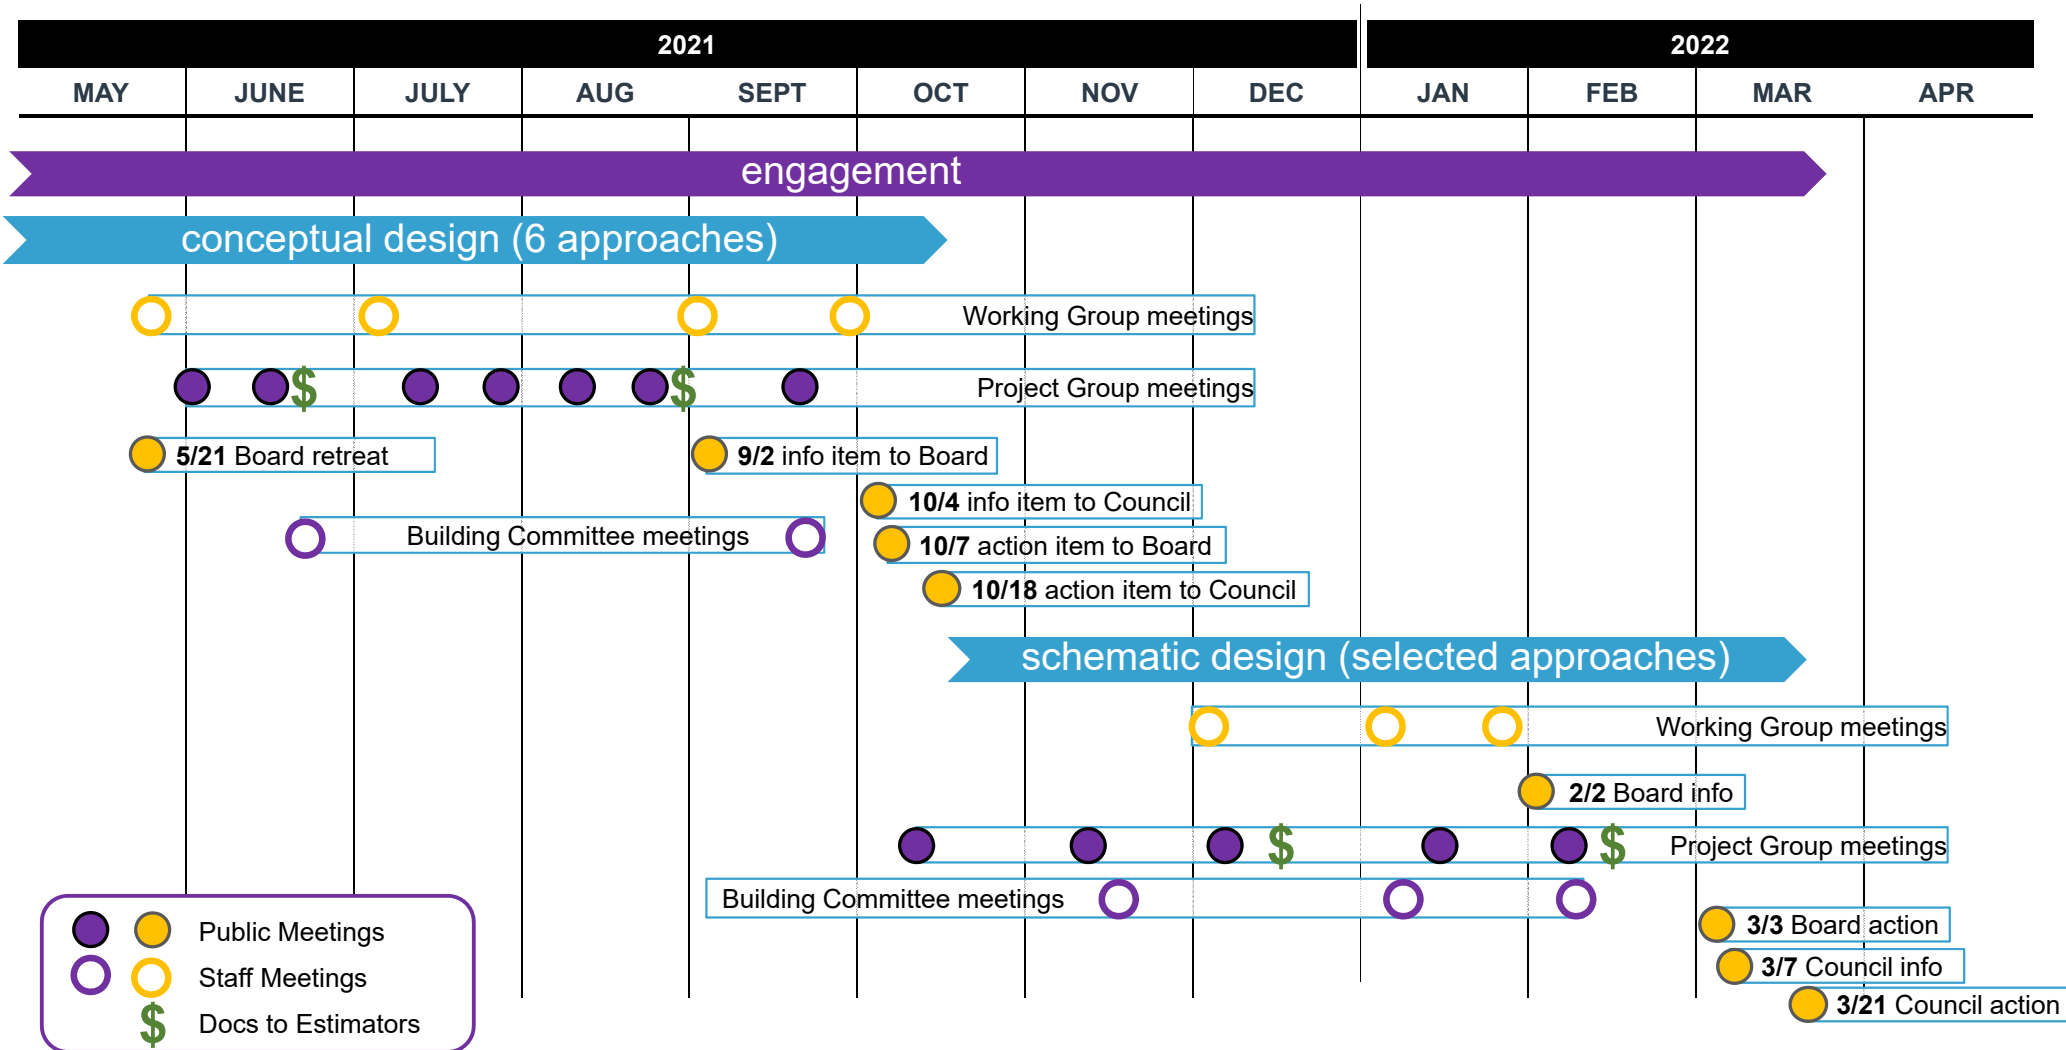 2021
2022
MAY JUNE JULY AUG SEPT OCT NOV DEC JAN FEB MAR APR
engagement
conceptual design (6 approaches)
Working Group meetings
$ $ Project Group meetings
5/21 Board retreat
9/2 info item to Board
10/4 info item to Council
Building Committee meetings
10/7 action item to Board
10/18 action item to Council
schematic design (selected approaches)
Working Group meetings
2/2 Board info
$ $ Project Group meetings
Building Committee meetings
3/3 Board action
3/7 Council info
3/21 Council action
Public Meetings
Staff Meetings
$ Docs to Estimators